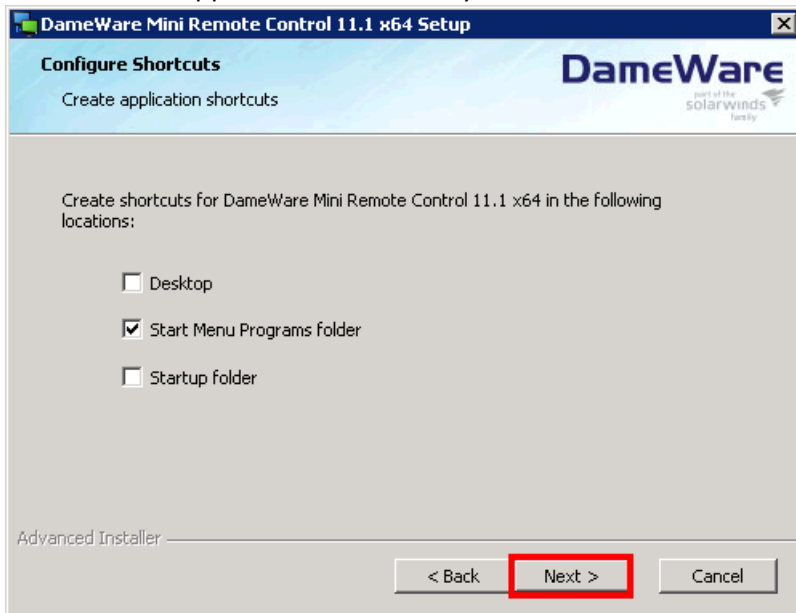 DameWare Mini Remote Control 11.1 x64 Setup
Configure Shortcuts
Create application shortcuts
DameWare
part of the
solarwinds
family
Create shortcuts for DameWare Mini Remote Control 11.1 x64 in the following
locations:
Desktop
Start Menu Programs folder
Startup folder
Advanced Installer
< Back
Next >
Cancel